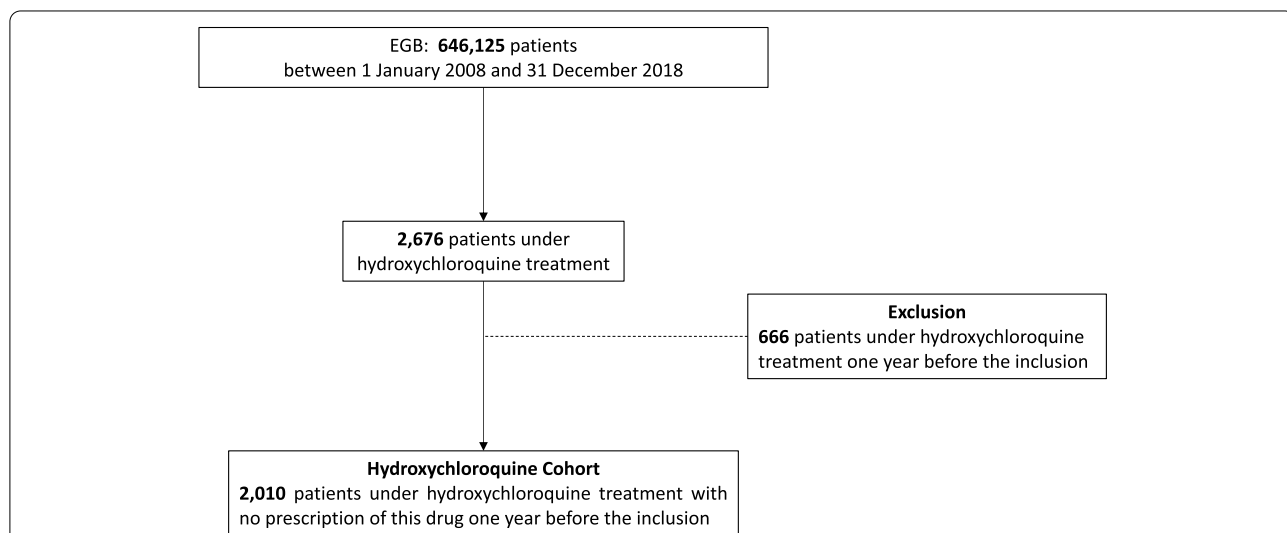 EGB: 646,125 patients
between 1 January 2008 and 31 December 2018
2,676 patients under
hydroxychloroquine treatment
Exclusion
666 patients under hydroxychloroquine
treatment one year before the inclusion
Hydroxychloroquine Cohort
2,010 patients under hydroxychloroquine treatment with
no prescription of this drug one year before the inclusion